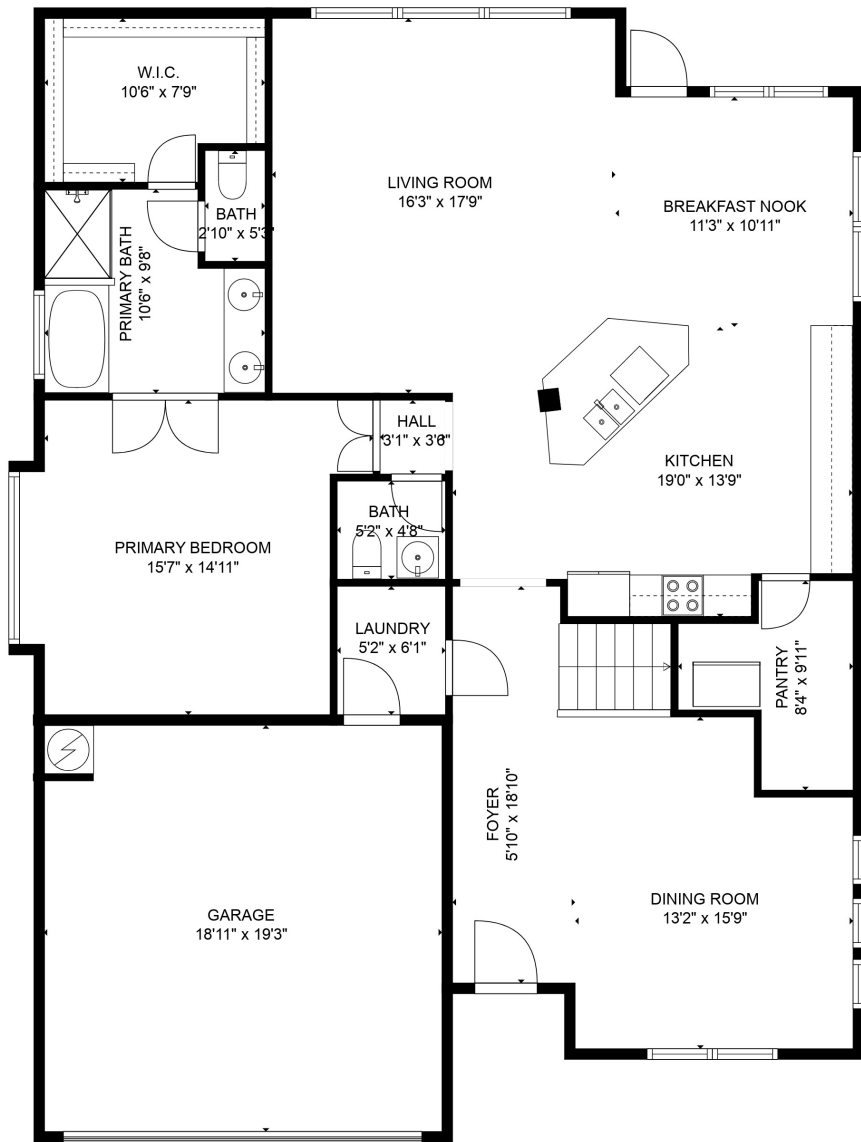 W.I.C.
10'6" x 7'9"
LIVING ROOM
16'3" x 17'9"
BREAKFAST NOOK
11'3" x 10'11"
BATH
2'10" x 5'3"
PRIMARY BATH
10'6" x 9'8"
HALL
3'1" x 3'6"
KITCHEN
19'0" x 13'9"
BATH
5'2" x 4'8"
PRIMARY BEDROOM
15'7" x 14'11"
LAUNDRY
5'2" x 6'1"
PANTRY
8'4" x 9'11"
FOYER
5'10" x 18'10"
DINING ROOM
13'2" x 15'9"
GARAGE
18'11" x 19'3"